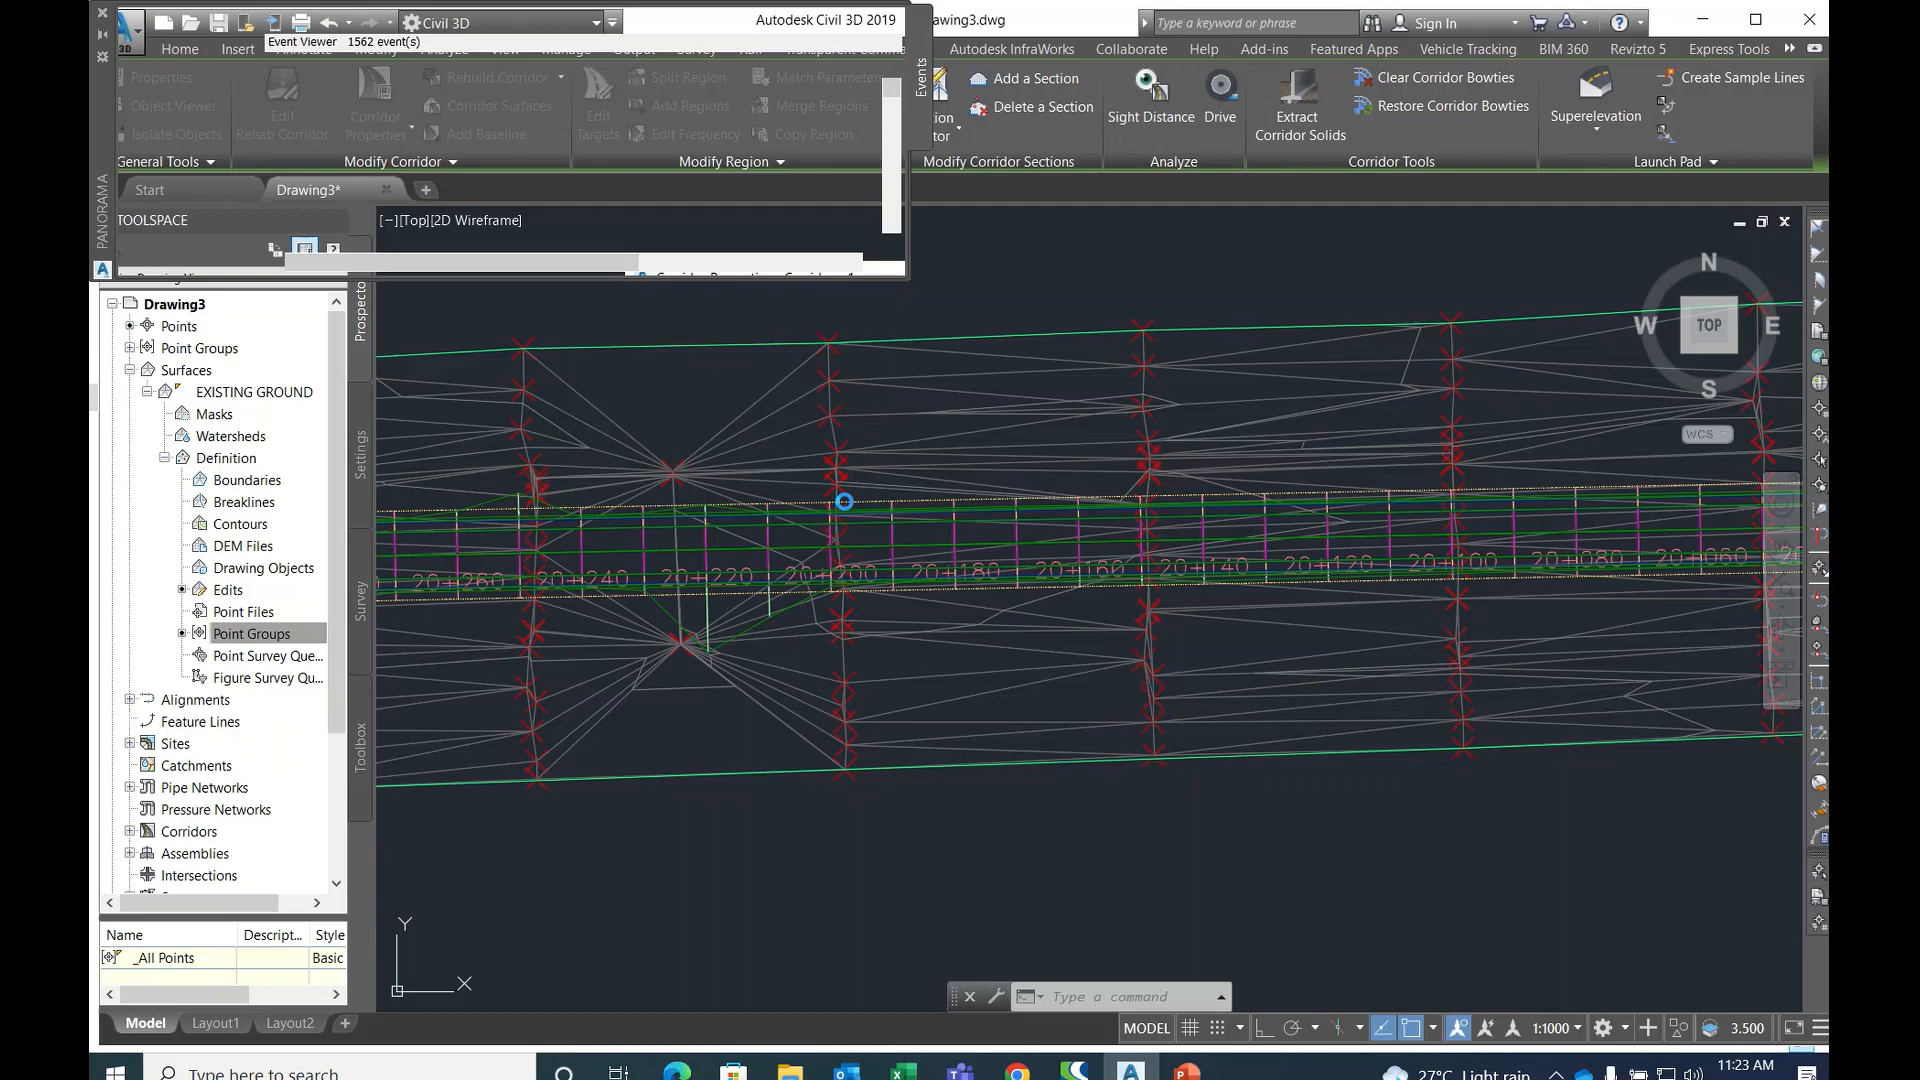 Civil 3D
Autodesk Civil 3D 2019
awing3.dwg
Type a keyword or phrase
Sign In
Event Viewer 1562 event(s)
Home
Insert
Autodesk InfraWorks
Collaborate
Help
Add-ins
Featured Apps
Vehicle Tracking
BIM 360
Revizto 5
Express Tools
3D
Events
Properties
Object Viewer
Isolate Objects
Edit
Rehab Corridor
Corridor
Properties
Rebuild Corridor
Corridor Surfaces
Add Baseline
Edit
Targets
Split Region
Add Regions
Edit Frequency
Match Parameters
Merge Regions
Copy Region
Add a Section
Delete a Section
Sight Distance
Drive
Extract
Corridor Solids
Clear Corridor Bowties
Restore Corridor Bowties
Superelevation
Create Sample Lines
General Tools
Modify Corridor
Modify Region
Modify Corridor Sections
Analyze
Corridor Tools
Launch Pad
PANORAMA
Start
Drawing3*
TOOLSPACE
[−][Top][2D Wireframe]
Prospector
Settings
Survey
Toolbox
Drawing3
Points
Point Groups
Surfaces
EXISTING GROUND
Masks
Watersheds
Definition
Boundaries
Breaklines
Contours
DEM Files
Drawing Objects
Edits
Point Files
Point Groups
Point Survey Que...
Figure Survey Qu...
Alignments
Feature Lines
Sites
Catchments
Pipe Networks
Pressure Networks
Corridors
Assemblies
Intersections
Name
Descript...
Style
_All Points
Basic
N
W
TOP
E
S
WCS
20+260
20+240
20+220
20+200
20+180
20+160
20+140
20+120
20+100
20+080
20+060
Y
X
Type a command
Model
Layout1
Layout2
MODEL
1:1000
3.500
Type here to search
27°C Light rain
11:23 AM